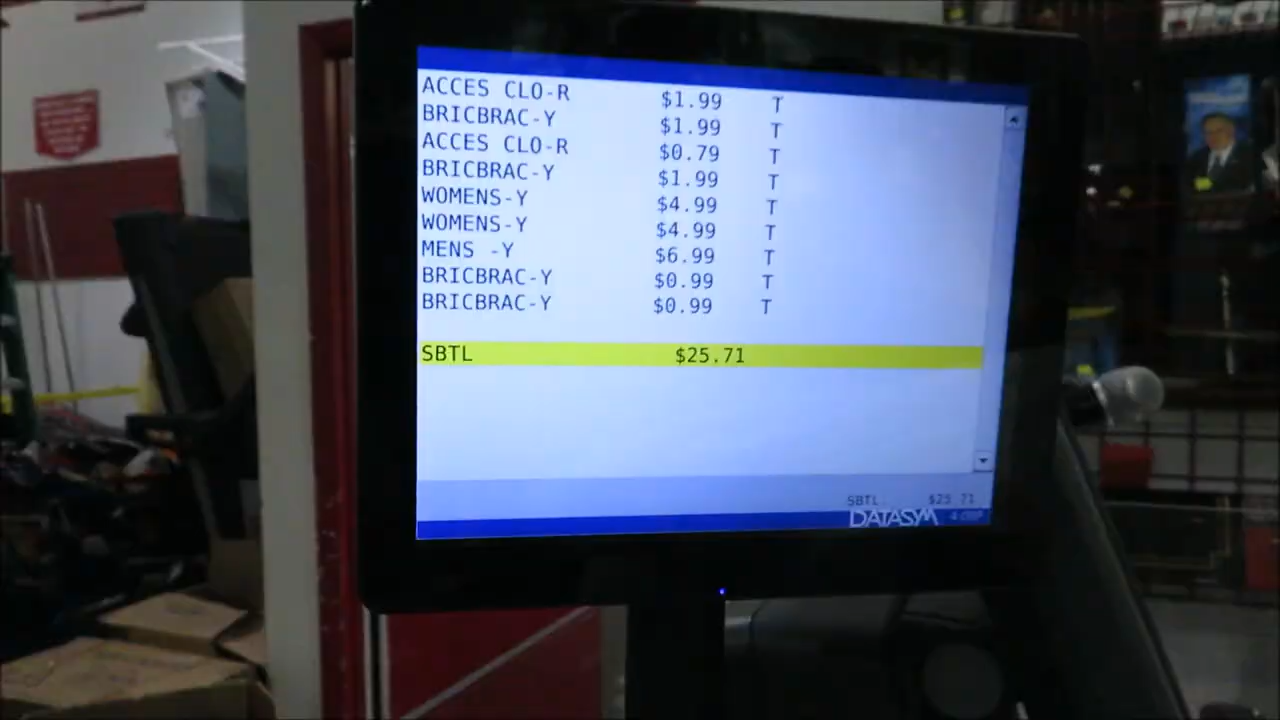 ACCES CLO-R $1.99 T
BRICBRAC-Y $1.99 T
ACCES CLO-R $0.79 T
BRICBRAC-Y $1.99 T
WOMENS-Y $4.99 T
WOMENS-Y $4.99 T
MENS -Y $6.99 T
BRICBRAC-Y $0.99 T
BRICBRAC-Y $0.99 T
SBTL $25.71
SBTL $25.71
DATASYM